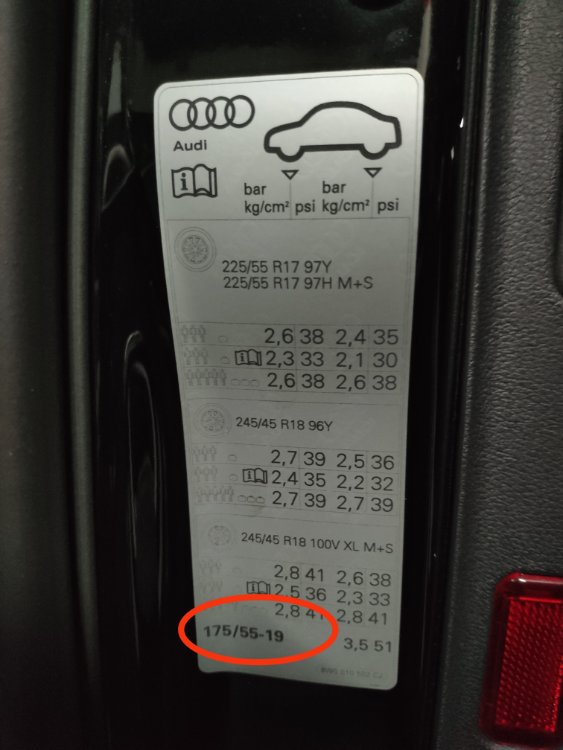 Audi
bar bar
kg/cm² psi kg/cm² psi
225/55 R17 97Y
225/55 R17 97H M+S
2,6 38 2,4 35
2,3 33 2,1 30
2,6 38 2,6 38
245/45 R18 96Y
2,7 39 2,5 36
2,4 35 2,2 32
2,7 39 2,7 39
245/45 R18 100V XL M+S
2,8 41 2,6 38
2,5 36 2,3 33
2,8 41 2,8 41
175/55-19 3,5 51